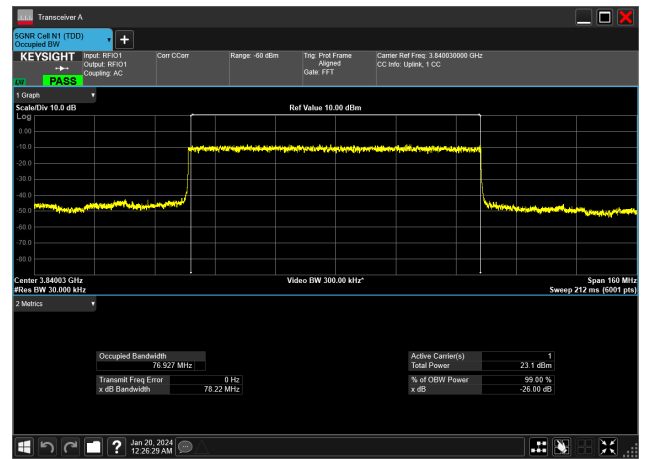 Transceiver A
5GNR Cell N1 (TDD)
Occupied BW
KEYSIGHT
LW
PASS
Input: RFIO1
Output: RFIO1
Coupling: AC
Corr CCorr
Range: -60 dBm
Trig: Prot Frame
Aligned
Gate: FFT
Carrier Ref Freq: 3.840030000 GHz
CC Info: Uplink, 1 CC
1 Graph
Scale/Div 10.0 dB
Ref Value 10.00 dBm
Log
0.00
-10.0
-20.0
-30.0
-40.0
-50.0
-60.0
-70.0
-80.0
Center 3.84003 GHz
Video BW 300.00 kHz*
Span 160 MHz
#Res BW 30.000 kHz
Sweep 212 ms (6001 pts)
2 Metrics
Occupied Bandwidth
76.927 MHz
Active Carrier(s) 1
Total Power 23.1 dBm
Transmit Freq Error 0 Hz
x dB Bandwidth 78.22 MHz
% of OBW Power 99.00 %
x dB -26.00 dB
Jan 20, 2024
12:26:29 AM